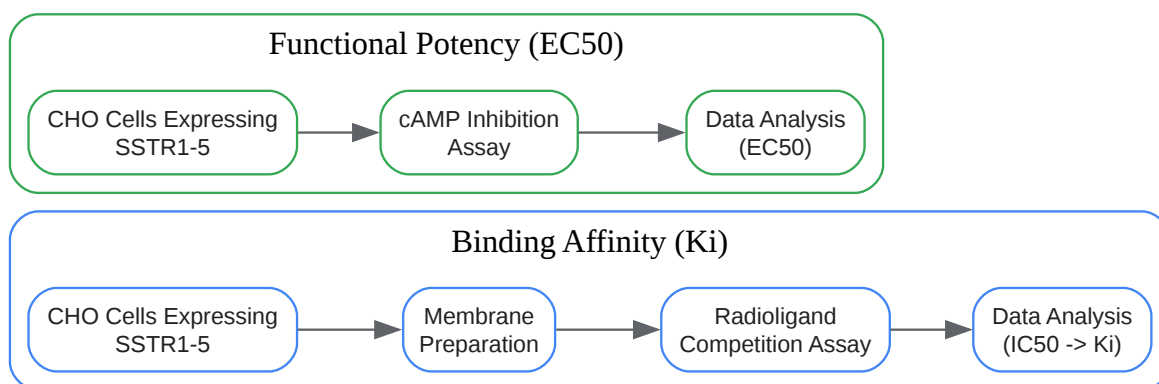 Functional Potency (EC50)
CHO Cells Expressing
SSTR1-5
cAMP Inhibition
Assay
Data Analysis
(EC50)
Binding Affinity (Ki)
CHO Cells Expressing
SSTR1-5
Membrane
Preparation
Radioligand
Competition Assay
Data Analysis
(IC50 -> Ki)